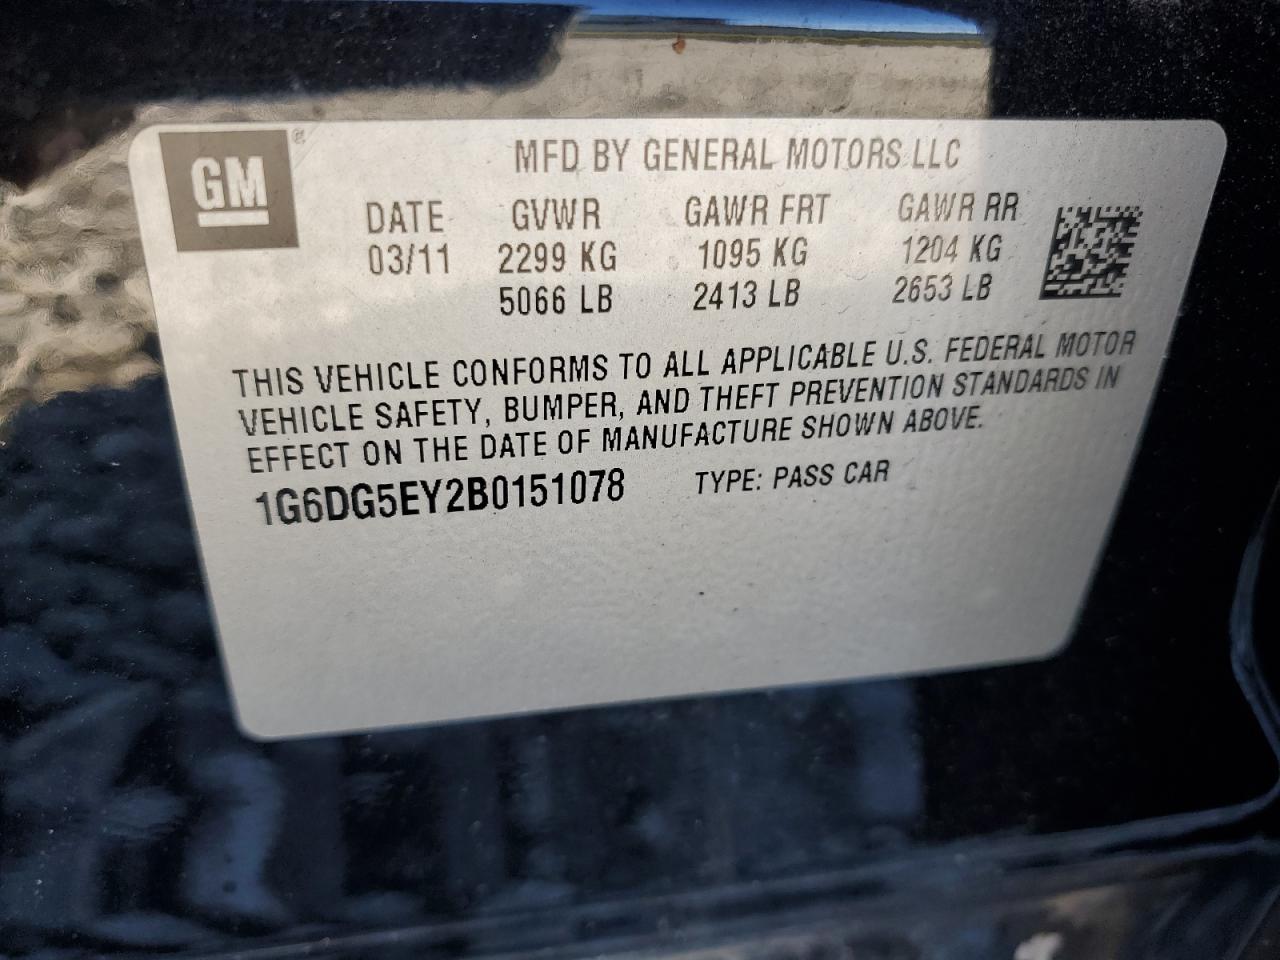 GM ®
MFD BY GENERAL MOTORS LLC
DATE GVWR GAWR FRT GAWR RR
03/11 2299 KG 1095 KG 1204 KG
5066 LB 2413 LB 2653 LB
THIS VEHICLE CONFORMS TO ALL APPLICABLE U.S. FEDERAL MOTOR
VEHICLE SAFETY, BUMPER, AND THEFT PREVENTION STANDARDS IN
EFFECT ON THE DATE OF MANUFACTURE SHOWN ABOVE.
1G6DG5EY2B0151078 TYPE: PASS CAR